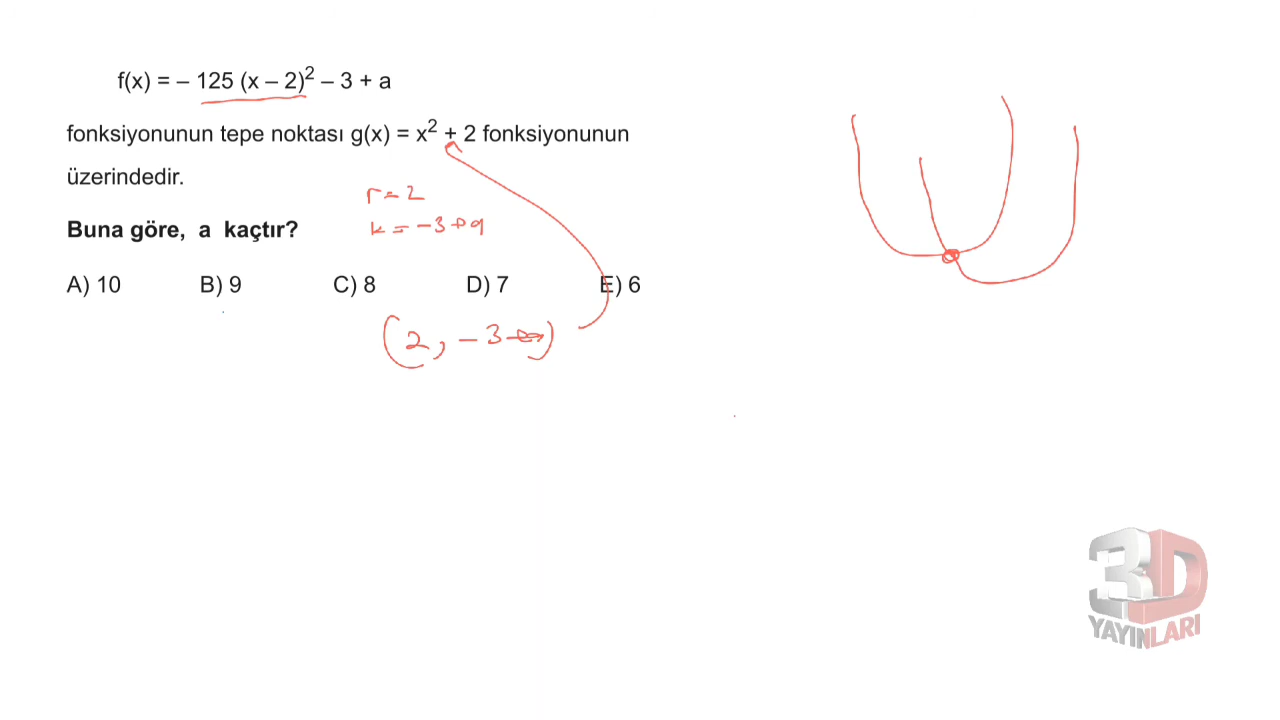 f(x) = – 125 (x – 2)² – 3 + a
fonksiyonunun tepe noktası g(x) = x² + 2 fonksiyonunun
üzerindedir.
r = 2
k = -3+a
Buna göre, a kaçtır?
A) 10 B) 9 C) 8 D) 7 E) 6
(2, -3+a)
3D
YAYINLARI